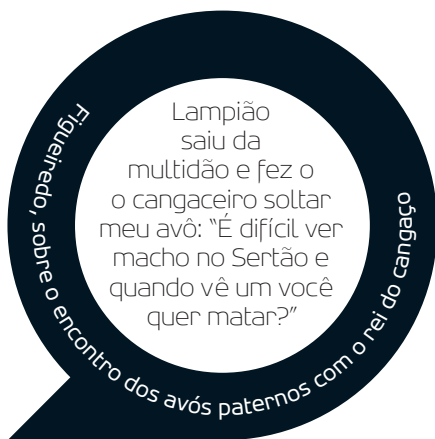 Lampião
saiu da
multidão e fez o
o cangaceiro soltar
meu avô: “É difícil ver
macho no Sertão e
quando vê um você
quer matar?”
Figueiredo, sobre o encontro dos avós paternos com o rei do cangaço